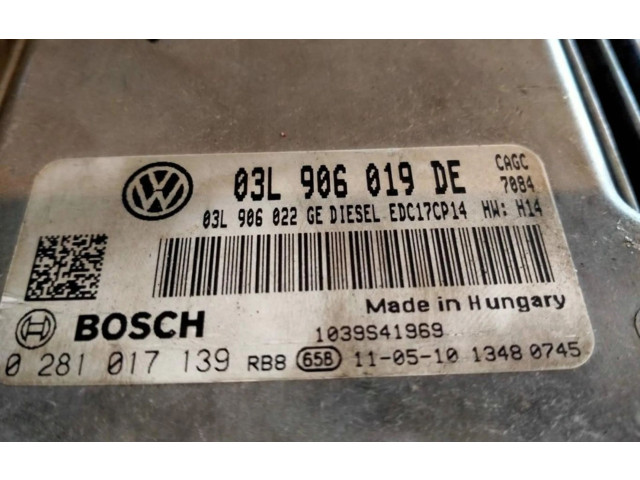 03L 906 019 DE CAGC
7084
03L 906 022 GE DIESEL EDC17CP14 HW: H14
Made in Hungary
BOSCH 1039S41969
0 281 017 139 RB8 658 11-05-10 1348 0745